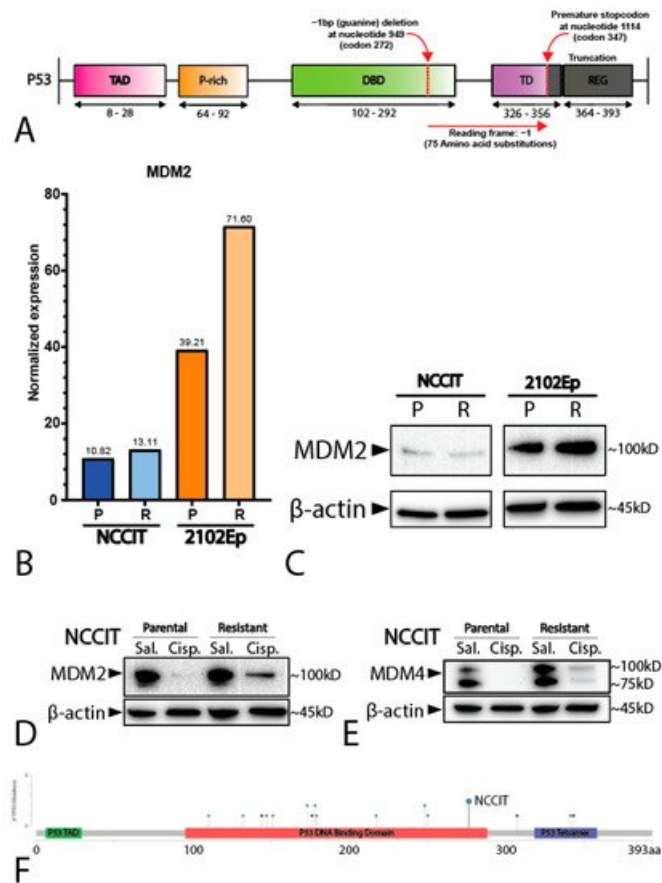 −1bp (guanine) deletion
at nucleotide 949
(codon 272)
Premature stopcodon
at nucleotide 1114
(codon 347)
Truncation
P53
TAD
P-rich
DBD
TD
REG
8 - 28
64 - 92
102 - 292
326 - 356
364 - 393
Reading frame: −1
(75 Amino acid substitutions)
A
MDM2
Normalized expression
80
60
40
20
0
10.82
13.11
39.21
71.60
P
R
P
R
NCCIT
2102Ep
B
NCCIT
2102Ep
P
R
P
R
MDM2
~100kD
β-actin
~45kD
C
NCCIT
Parental
Resistant
Sal.
Cisp.
Sal.
Cisp.
MDM2
~100kD
β-actin
~45kD
D
NCCIT
Parental
Resistant
Sal.
Cisp.
Sal.
Cisp.
MDM4
~100kD
~75kD
β-actin
~45kD
E
NCCIT
P53 TAD
P53 DNA Binding Domain
P53 Tetramer
0
100
200
300
393aa
F